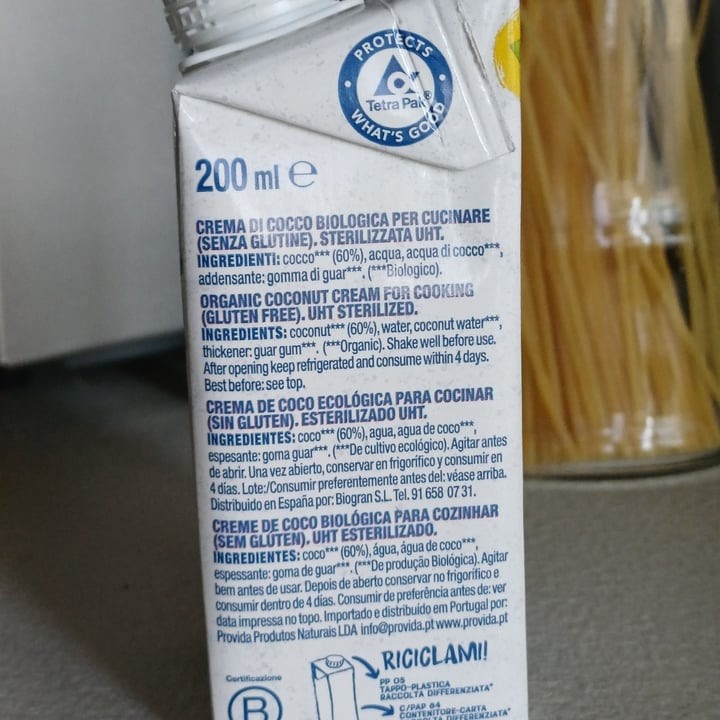 PROTECTS
Tetra Pak®
WHAT'S GOOD
200 ml ℮
CREMA DI COCCO BIOLOGICA PER CUCINARE
(SENZA GLUTINE). STERILIZZATA UHT.
INGREDIENTI: cocco*** (60%), acqua, acqua di cocco***,
addensante: gomma di guar***. (***Biologico).
ORGANIC COCONUT CREAM FOR COOKING
(GLUTEN FREE). UHT STERILIZED.
INGREDIENTS: coconut*** (60%), water, coconut water***,
thickener: guar gum***. (***Organic). Shake well before use.
After opening keep refrigerated and consume within 4 days.
Best before: see top.
CREMA DE COCO ECOLÓGICA PARA COCINAR
(SIN GLUTEN). ESTERILIZADO UHT.
INGREDIENTES: coco*** (60%), agua, agua de coco***,
espesante: goma guar***. (***De cultivo ecológico). Agitar antes
de abrir. Una vez abierto, conservar en frigorífico y consumir en
4 días. Lote:/Consumir preferentemente antes del: véase arriba.
Distribuido en España por: Biogran S.L. Tel. 91 658 07 31.
CREME DE COCO BIOLÓGICA PARA COZINHAR
(SEM GLÚTEN). UHT ESTERILIZADO.
INGREDIENTES: coco*** (60%), água, água de coco***,
espessante: goma de guar***. (***De produção Biológica). Agitar
bem antes de usar. Depois de aberto conservar no frigorífico e
consumir dentro de 4 dias. Consumir de preferência antes de: ver
data impressa no topo. Importado e distribuido em Portugal por:
Provida Produtos Naturais LDA info@provida.pt www.provida.pt
RICICLAMI!
Certificazione
B
PP 05
TAPPO-PLASTICA
RACCOLTA DIFFERENZIATA*
C/PAP 84
CONTENITORE-CARTA
RACCOLTA DIFFERENZIATA*